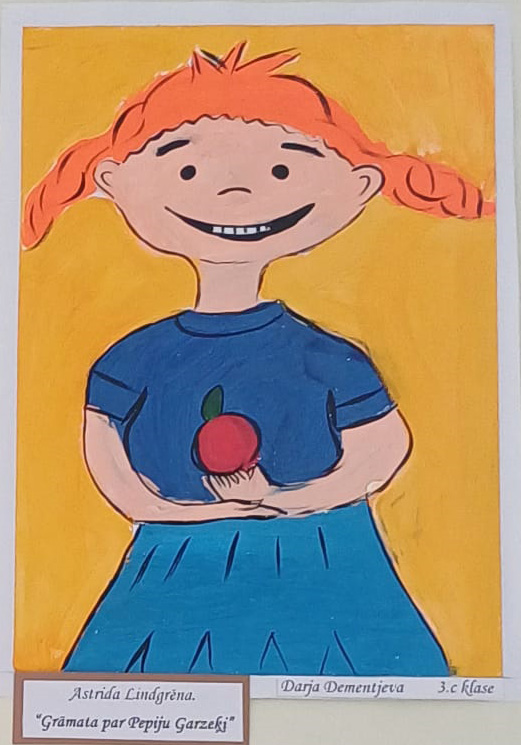 Astrida Lindgrēna.
"Grāmata par Pepiju Garzeķi"
Darja Dementjeva 3.c klase